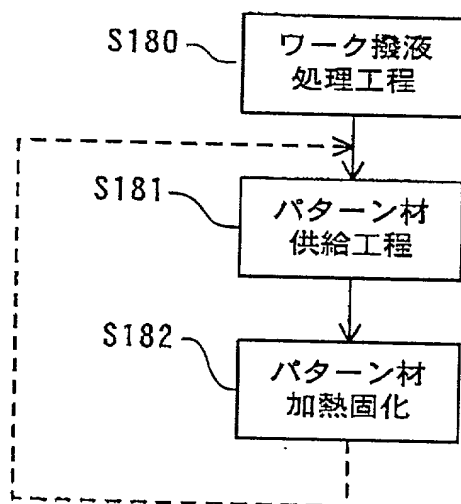 S180
ワーク撥液
処理工程
S181
パターン材
供給工程
S182
パターン材
加熱固化